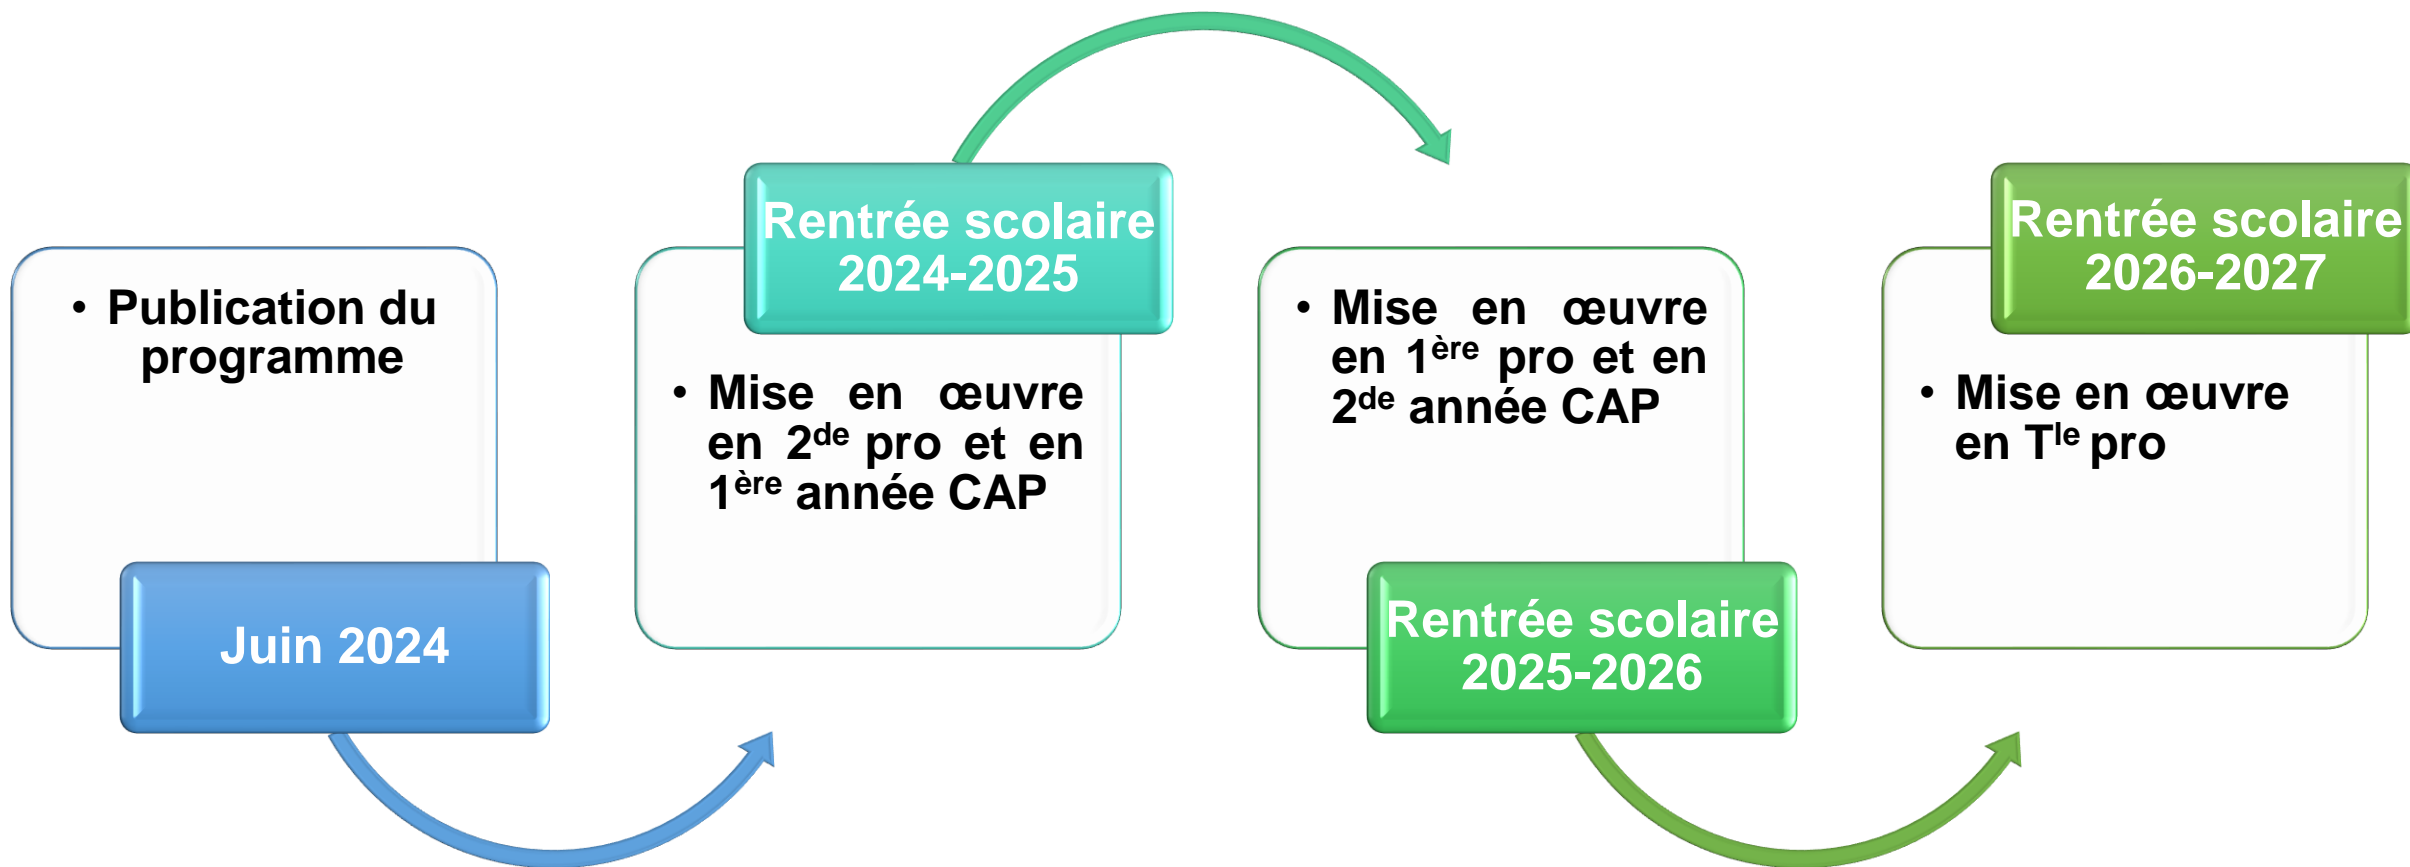 • Publication du
programme
Juin 2024
Rentrée scolaire
2024-2025
• Mise en œuvre
en 2de pro et en
1ère année CAP
• Mise en œuvre
en 1ère pro et en
2de année CAP
Rentrée scolaire
2025-2026
Rentrée scolaire
2026-2027
• Mise en œuvre
en Tle pro